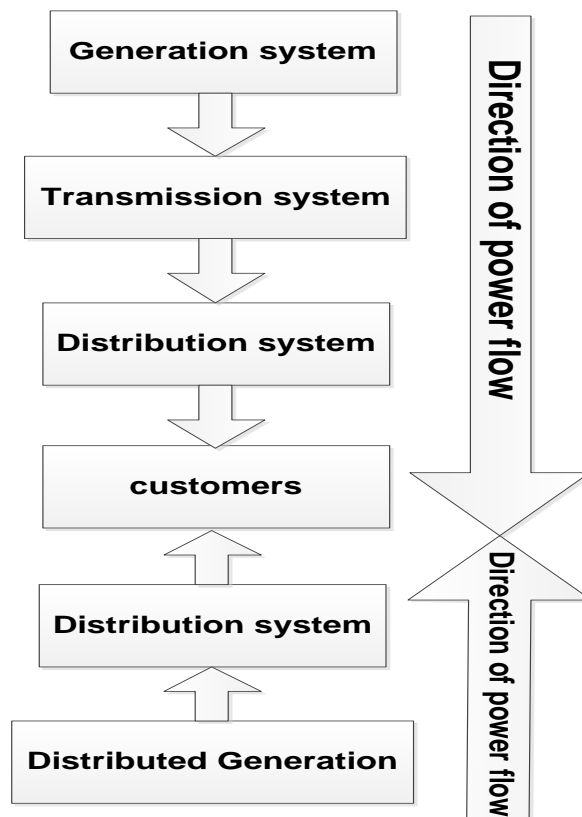 Generation system
Transmission system
Distribution system
customers
Distribution system
Distributed Generation
Direction of power flow
Direction of power flow